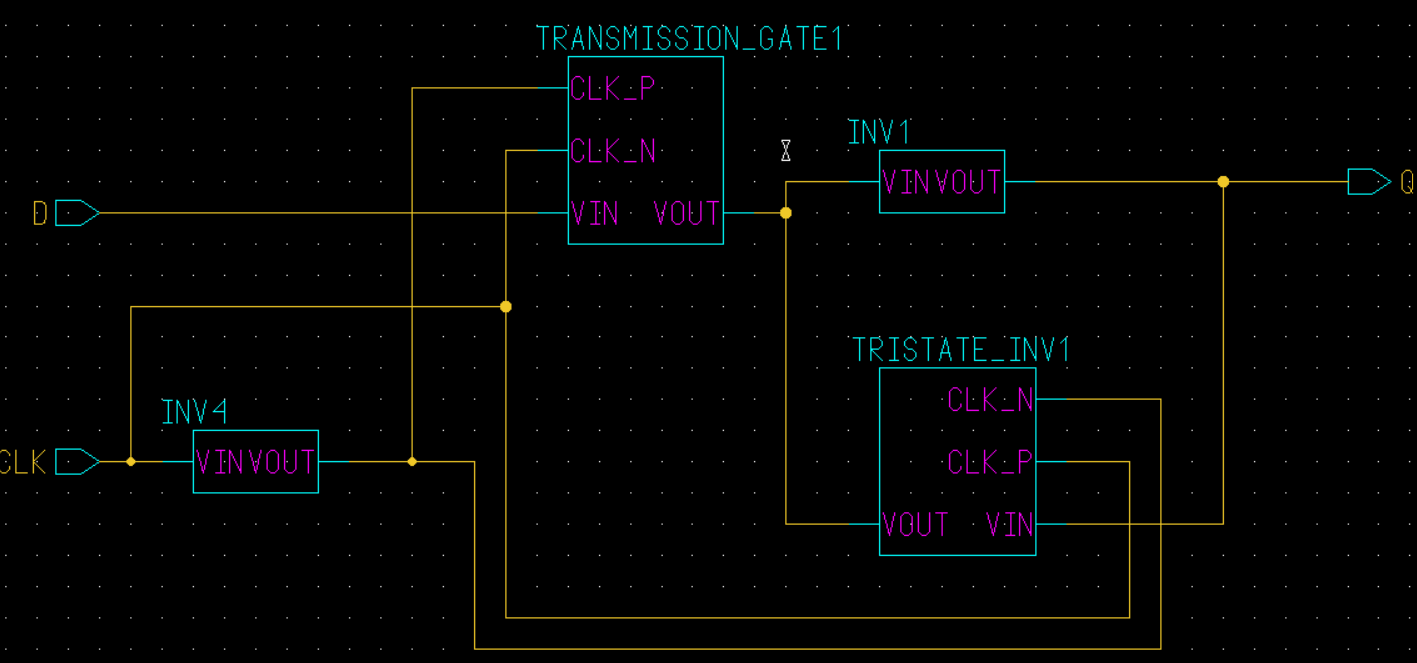 TRANSMISSION_GATE1
CLK_P
CLK_N
INV1
VIN VOUT
Q
D
VIN VOUT
TRISTATE_INV1
CLK_N
INV4
CLK
VIN VOUT
CLK_P
VOUT VIN